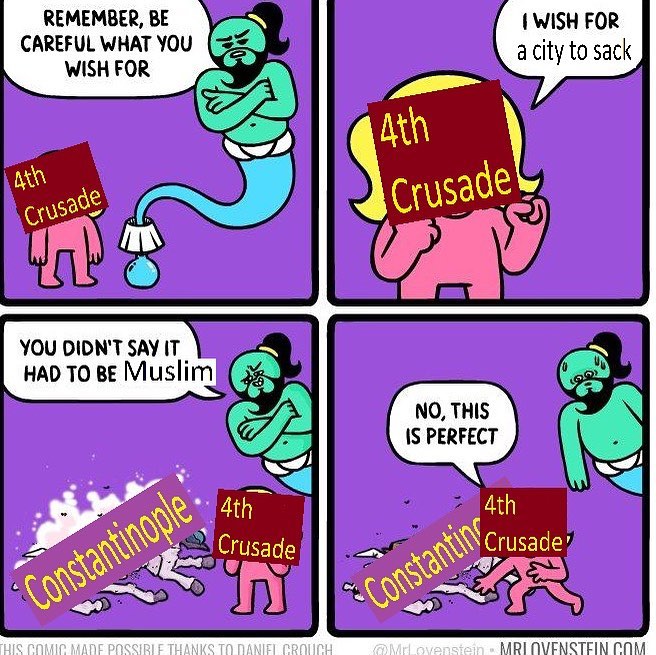 REMEMBER, BE
CAREFUL WHAT YOU
WISH FOR
4th
Crusade
I WISH FOR
a city to sack
4th
Crusade
YOU DIDN'T SAY IT
HAD TO BE Muslim
Constantinople
4th
Crusade
NO, THIS
IS PERFECT
Constantin
4th
Crusade
THIS COMIC MADE POSSIBLE THANKS TO DANIEL CROUCH
@MrLovenstein • MRLOVENSTEIN.COM